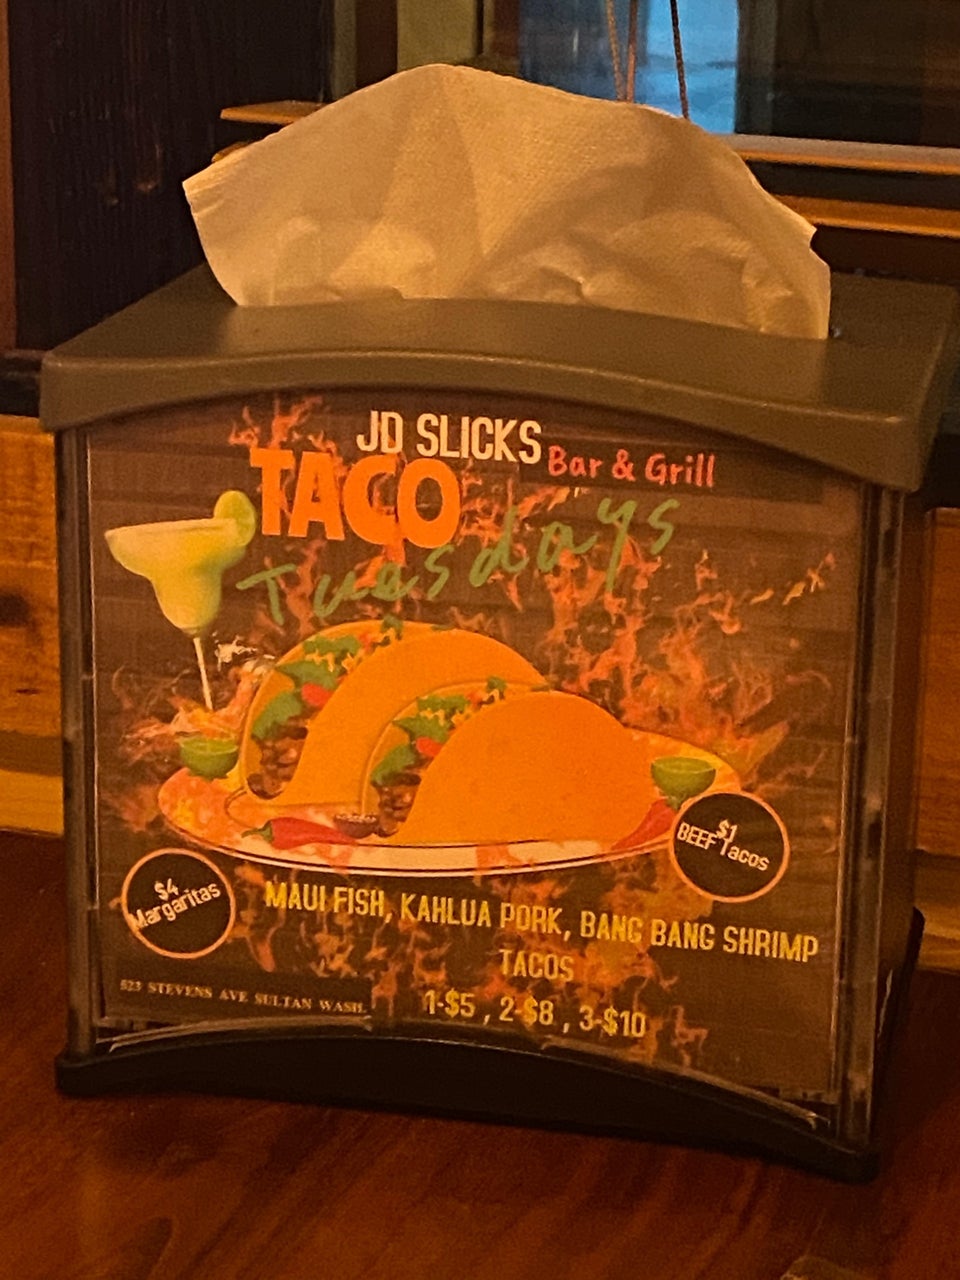 JD SLICKS
Bar & Grill
TACO
Tuesdays
$1
BEEF Tacos
$4
Margaritas
MAUI FISH, KAHLUA PORK, BANG BANG SHRIMP
TACOS
1-$5 , 2-$8 , 3-$10
523 STEVENS AVE SULTAN WASH.